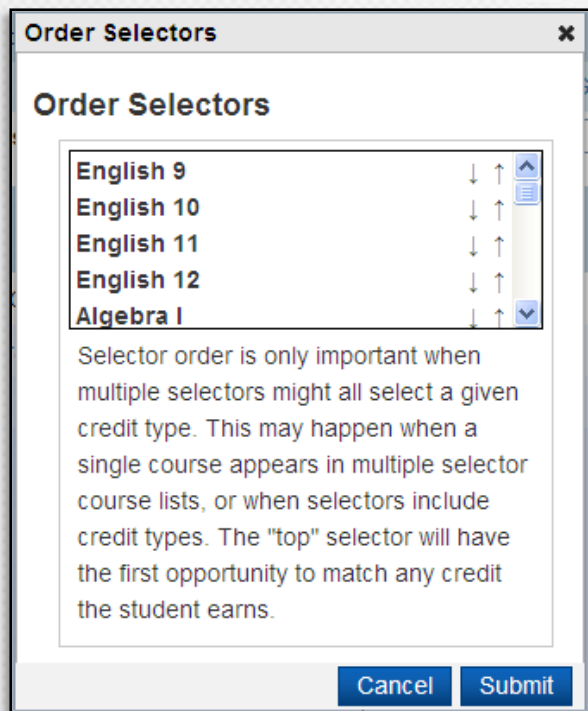 Order Selectors
Order Selectors
English 9 ↓ ↑
English 10 ↓ ↑
English 11 ↓ ↑
English 12 ↓ ↑
Algebra I ↓ ↑
Selector order is only important when
multiple selectors might all select a given
credit type. This may happen when a
single course appears in multiple selector
course lists, or when selectors include
credit types. The "top" selector will have
the first opportunity to match any credit
the student earns.
Cancel Submit